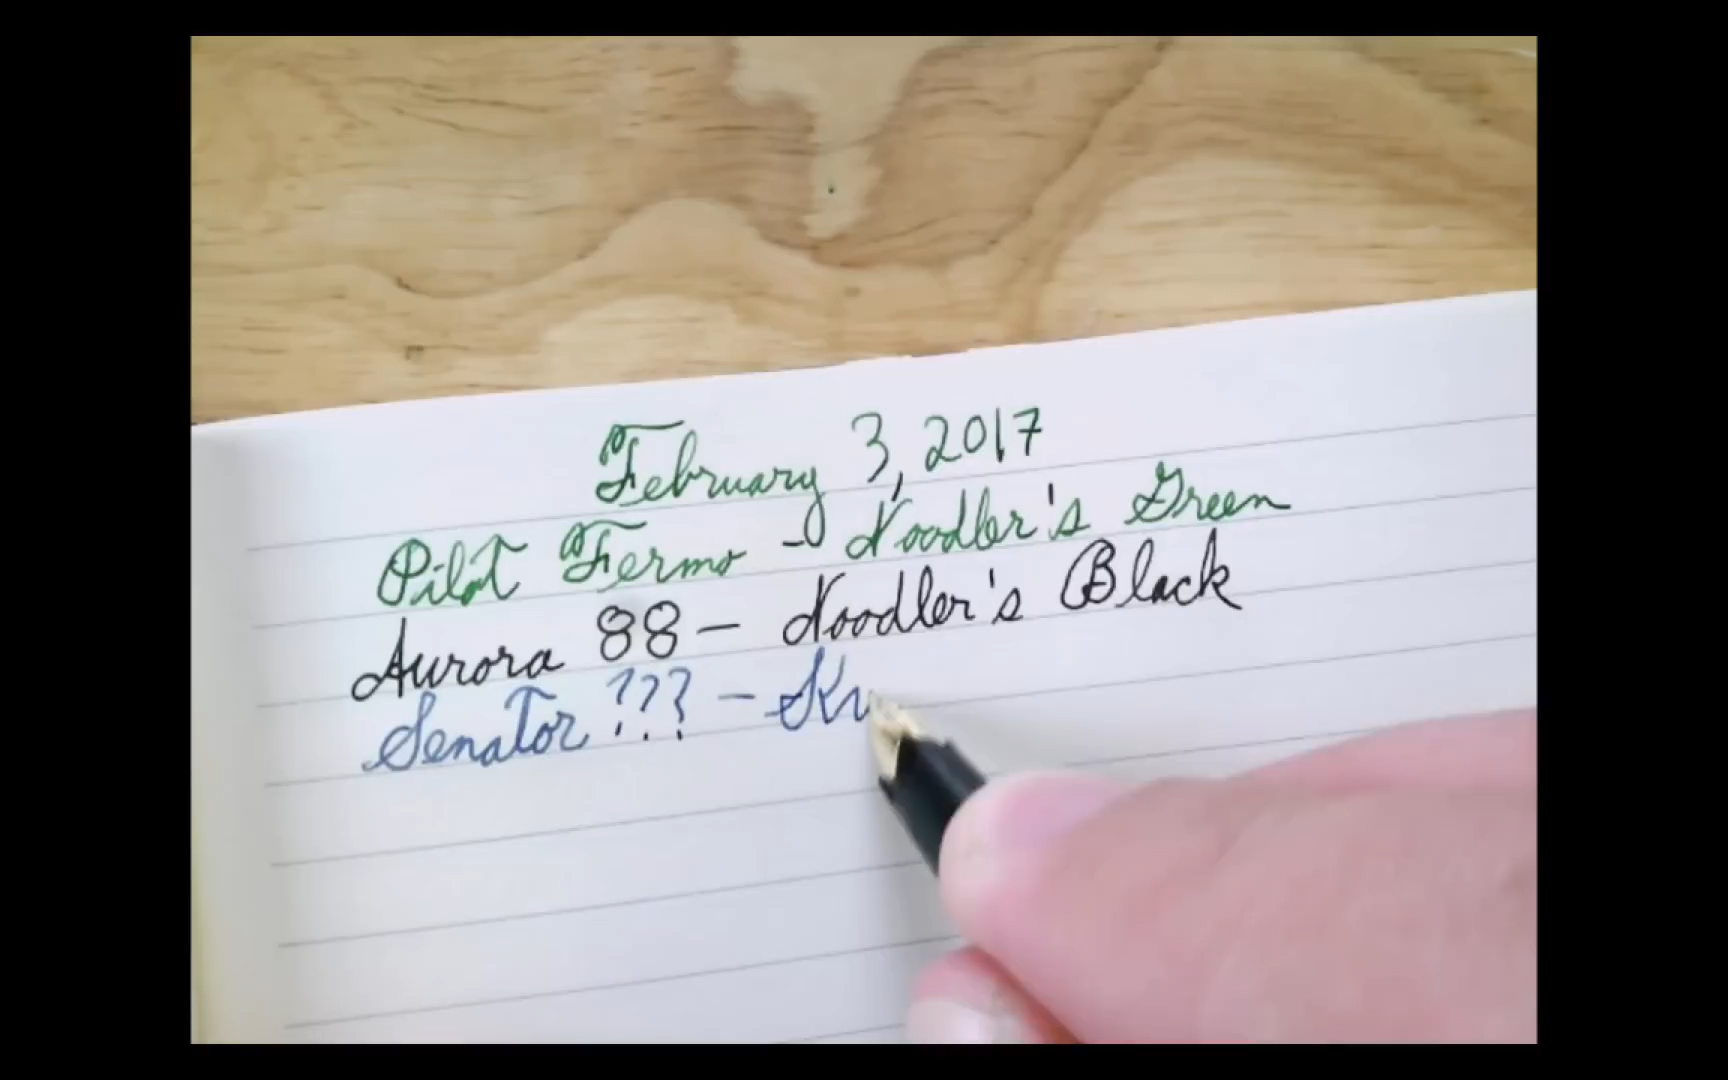 February 3, 2017
Pilot Fermo - Noodler's Green
Aurora 88 - Noodler's Black
Senator ??? -